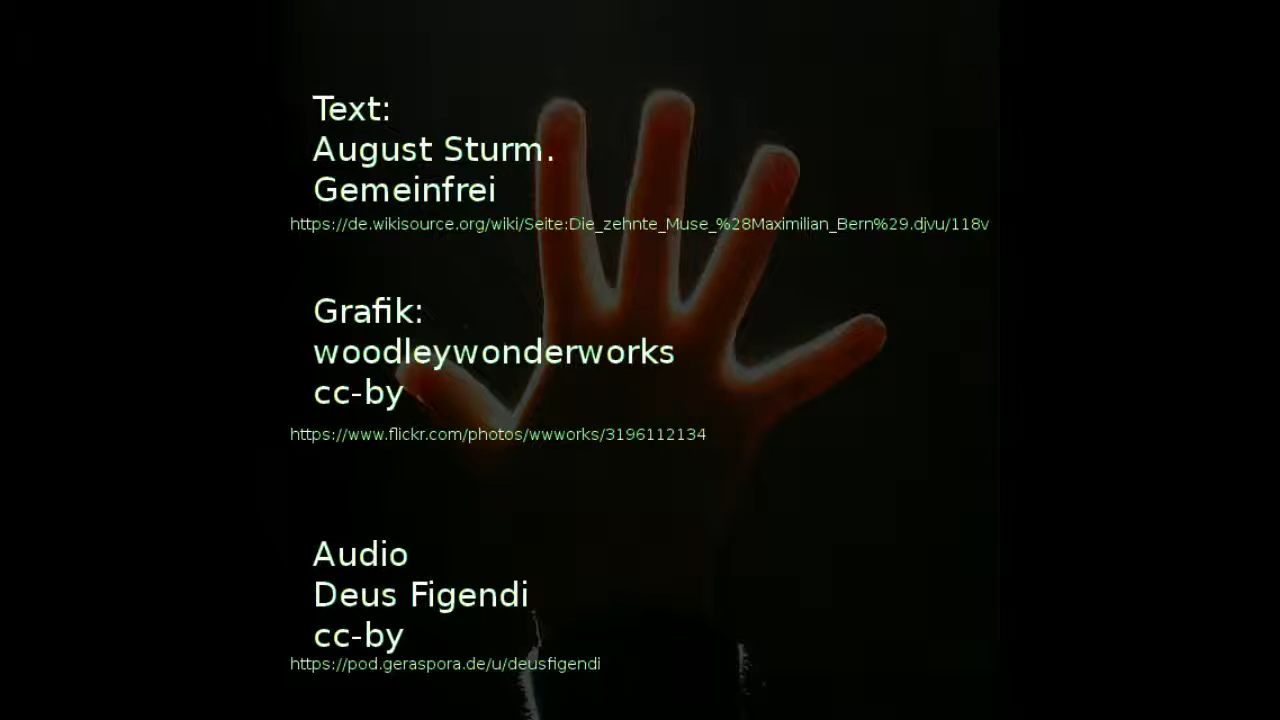 Text:
August Sturm.
Gemeinfrei
https://de.wikisource.org/wiki/Seite:Die_zehnte_Muse_%28Maximilian_Bern%29.djvu/118v
Grafik:
woodleywonderworks
cc-by
https://www.flickr.com/photos/wwworks/3196112134
Audio
Deus Figendi
cc-by
https://pod.geraspora.de/u/deusfigendi